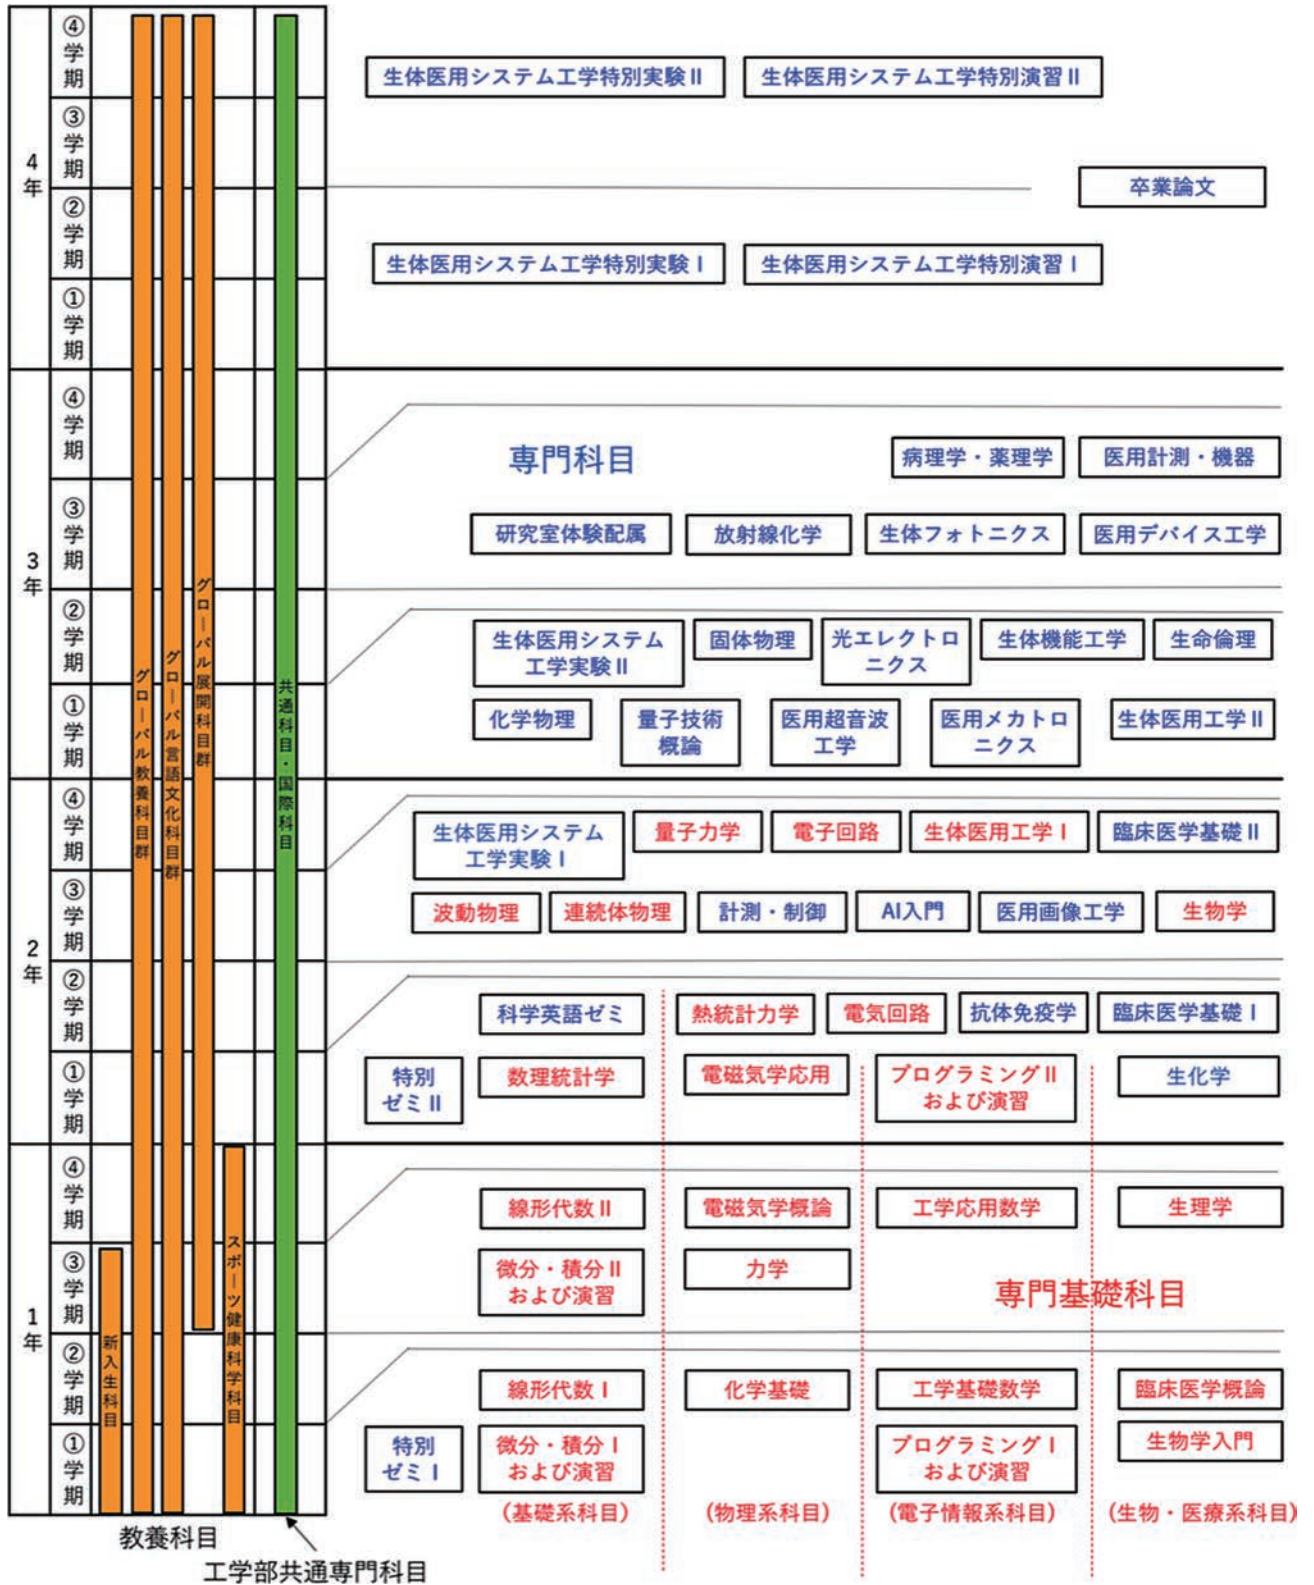 4年
④学期
生体医用システム工学特別実験Ⅱ
生体医用システム工学特別演習Ⅱ
③学期
卒業論文
②学期
生体医用システム工学特別実験Ⅰ
生体医用システム工学特別演習Ⅰ
①学期
3年
④学期
専門科目
病理学・薬理学
医用計測・機器
③学期
研究室体験配属
放射線化学
生体フォトニクス
医用デバイス工学
②学期
生体医用システム
工学実験Ⅱ
固体物理
光エレクトロ
ニクス
生体機能工学
生命倫理
①学期
化学物理
量子技術
概論
医用超音波
工学
医用メカトロ
ニクス
生体医用工学Ⅱ
2年
④学期
生体医用システム
工学実験Ⅰ
量子力学
電子回路
生体医用工学Ⅰ
臨床医学基礎Ⅱ
③学期
波動物理
連続体物理
計測・制御
AI入門
医用画像工学
生物学
②学期
科学英語ゼミ
熱統計力学
電気回路
抗体免疫学
臨床医学基礎Ⅰ
①学期
特別
ゼミⅡ
数理統計学
電磁気学応用
プログラミングⅡ
および演習
生化学
1年
④学期
線形代数Ⅱ
電磁気学概論
工学応用数学
生理学
③学期
微分・積分Ⅱ
および演習
力学
専門基礎科目
②学期
線形代数Ⅰ
化学基礎
工学基礎数学
臨床医学概論
①学期
特別
ゼミⅠ
微分・積分Ⅰ
および演習
プログラミングⅠ
および演習
生物学入門
(基礎系科目)
(物理系科目)
(電子情報系科目)
(生物・医療系科目)
新入生科目
グローバル教養科目群
グローバル言語文化科目群
グローバル展開科目群
スポーツ健康科学科目
共通科目・国際科目
教養科目
工学部共通専門科目